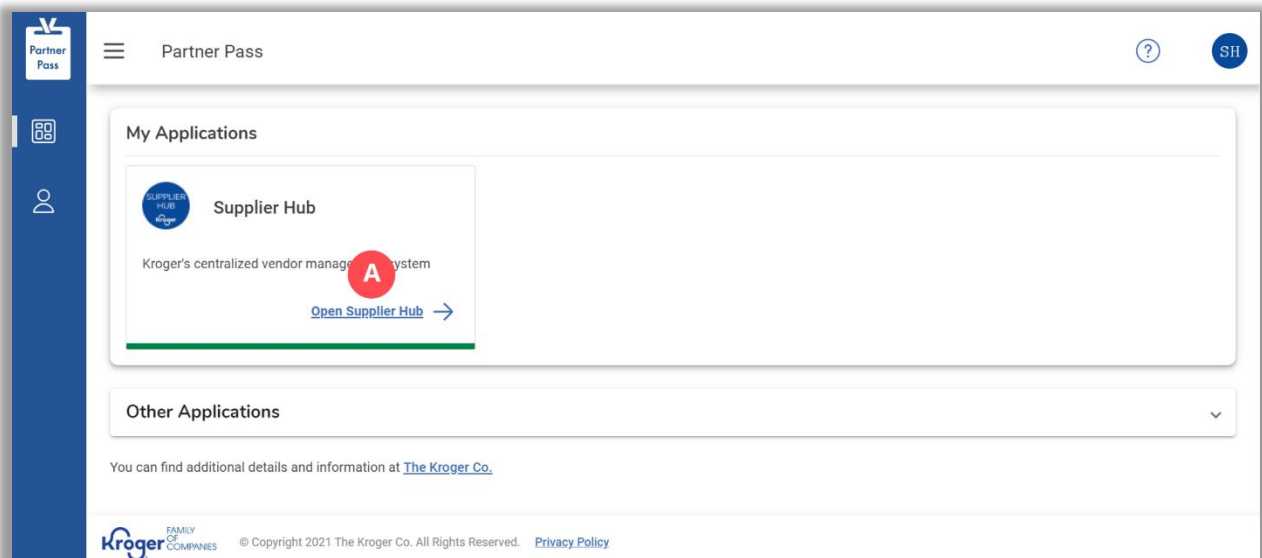 Partner
Pass
Partner Pass
?
SH
My Applications
SUPPLIER
HUB
Kroger
Supplier Hub
Kroger's centralized vendor manage ystem
A
Open Supplier Hub
Other Applications
You can find additional details and information at The Kroger Co.
Kroger
FAMILY
OF
COMPANIES
© Copyright 2021 The Kroger Co. All Rights Reserved. Privacy Policy